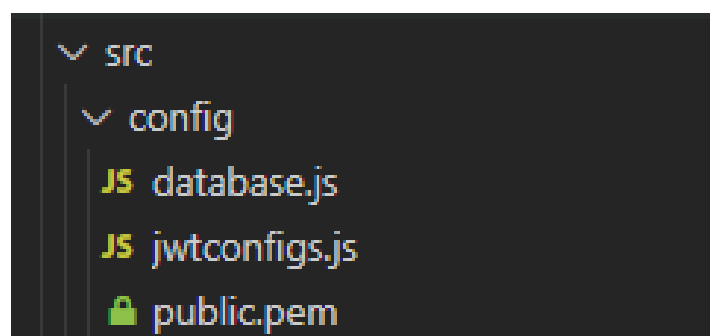 src
config
JS database.js
JS jwtconfigs.js
public.pem